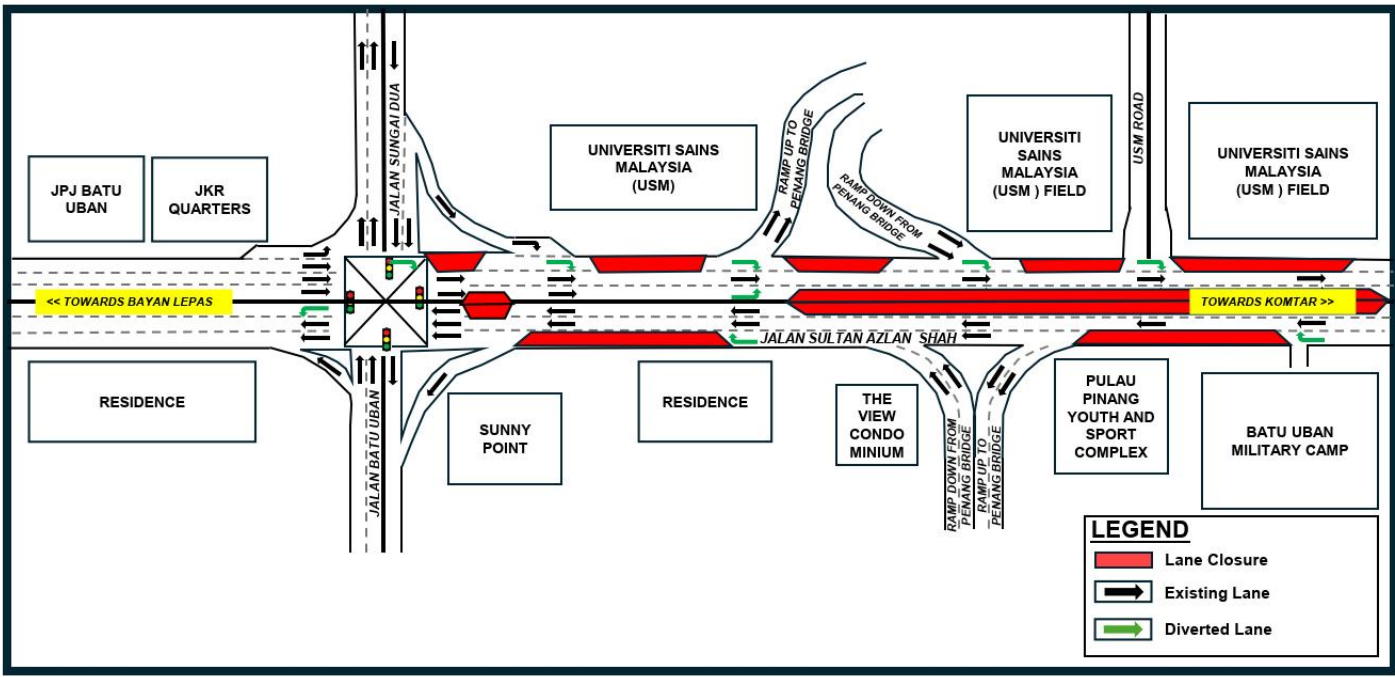 JPJ BATU
UBAN
JKR
QUARTERS
JALAN SUNGAI DUA
UNIVERSITI SAINS
MALAYSIA
(USM)
RAMP UP TO
PENANG BRIDGE
RAMP DOWN FROM
PENANG BRIDGE
UNIVERSITI
SAINS
MALAYSIA
(USM ) FIELD
USM ROAD
UNIVERSITI SAINS
MALAYSIA
(USM ) FIELD
<< TOWARDS BAYAN LEPAS
TOWARDS KOMTAR >>
JALAN SULTAN AZLAN SHAH
RESIDENCE
JALAN BATU UBAN
SUNNY
POINT
RESIDENCE
THE
VIEW
CONDO
MINIUM
RAMP DOWN FROM
PENANG BRIDGE
RAMP UP TO
PENANG BRIDGE
PULAU
PINANG
YOUTH AND
SPORT
COMPLEX
BATU UBAN
MILITARY CAMP
LEGEND
Lane Closure
Existing Lane
Diverted Lane